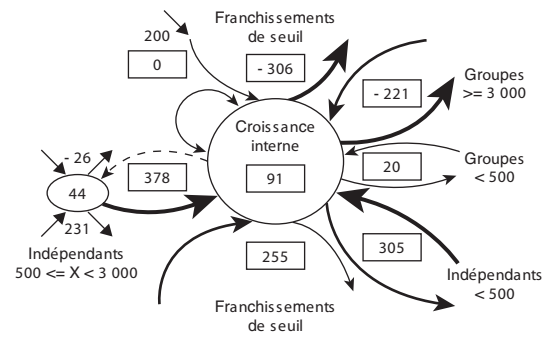 Franchissements
de seuil
200
0
- 306
- 221
Groupes
>= 3 000
Croissance
interne
91
20
Groupes
< 500
- 26
378
44
231
Indépendants
500 <= X < 3 000
255
305
Indépendants
< 500
Franchissements
de seuil